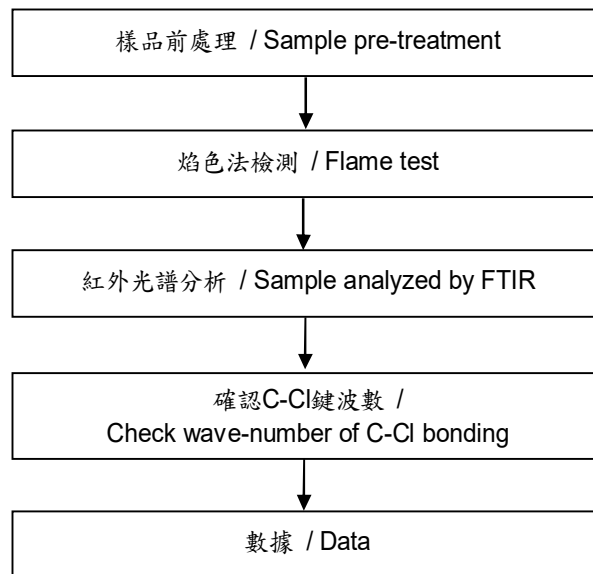 樣品前處理 / Sample pre-treatment
焰色法檢測 / Flame test
紅外光譜分析 / Sample analyzed by FTIR
確認C-Cl鍵波數 /
Check wave-number of C-Cl bonding
數據 / Data